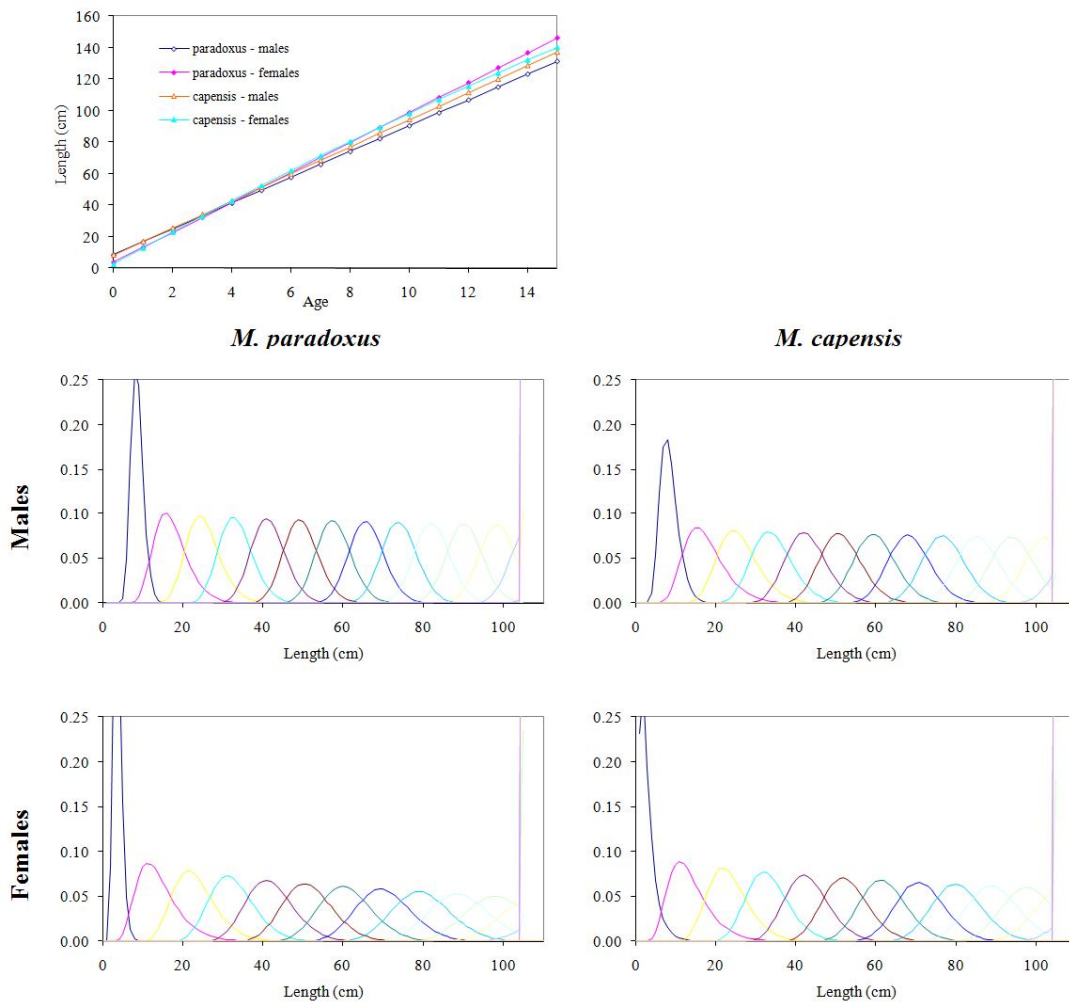 160
140
120
100
80
60
40
20
0
Length (cm)
paradoxus - males
paradoxus - females
capensis - males
capensis - females
0 2 4 6 8 10 12 14
Age
M. paradoxus
M. capensis
Males
0.25
0.20
0.15
0.10
0.05
0.00
0 20 40 60 80 100
Length (cm)
0.25
0.20
0.15
0.10
0.05
0.00
0 20 40 60 80 100
Length (cm)
Females
0.25
0.20
0.15
0.10
0.05
0.00
0 20 40 60 80 100
Length (cm)
0.25
0.20
0.15
0.10
0.05
0.00
0 20 40 60 80 100
Length (cm)